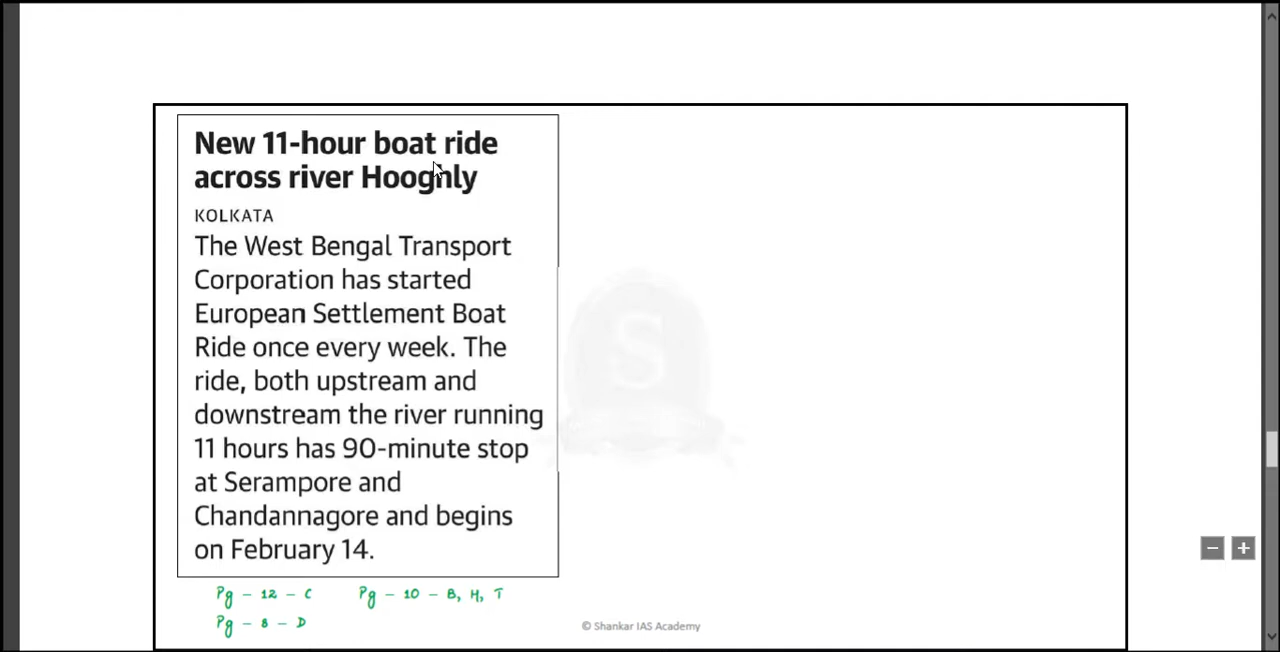 New 11-hour boat ride
across river Hooghly
KOLKATA
The West Bengal Transport
Corporation has started
European Settlement Boat
Ride once every week. The
ride, both upstream and
downstream the river running
11 hours has 90-minute stop
at Serampore and
Chandannagore and begins
on February 14.
Pg - 12 - C Pg - 10 - B, H, T
Pg - 8 - D
© Shankar IAS Academy